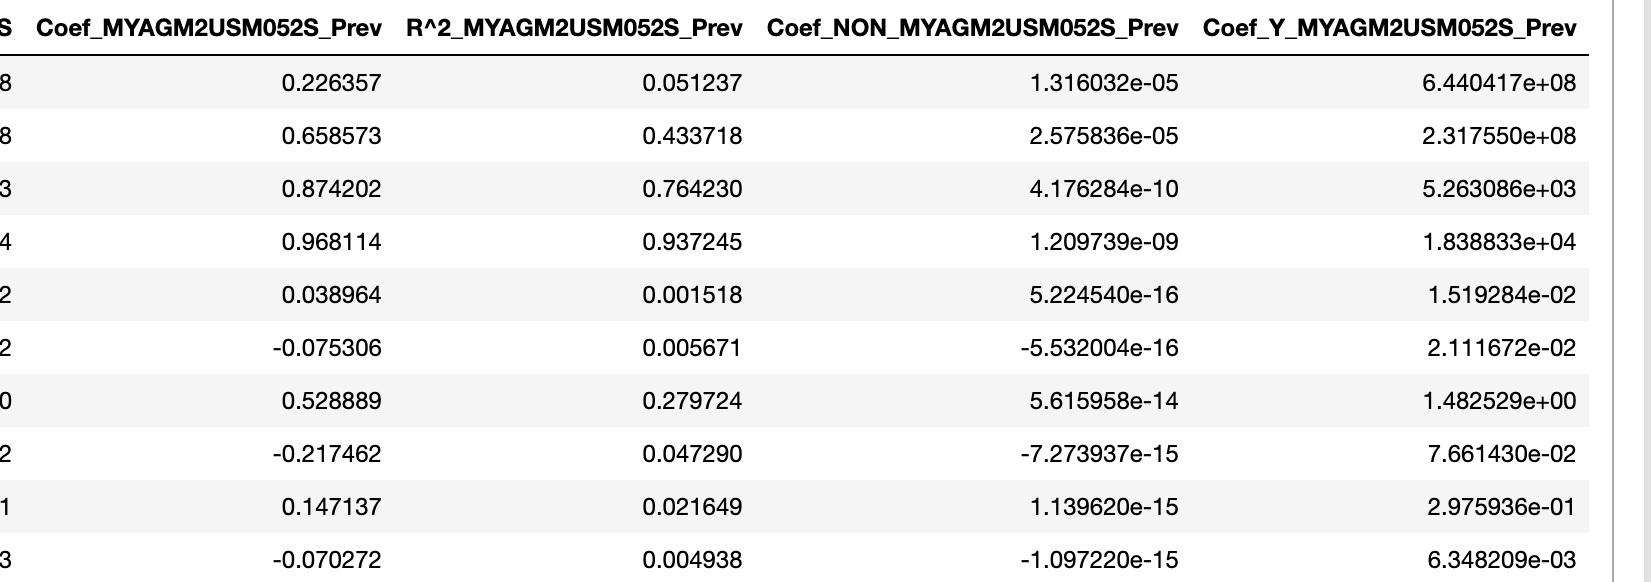 S Coef_MYAGM2USM052S_Prev R^2_MYAGM2USM052S_Prev Coef_NON_MYAGM2USM052S_Prev Coef_Y_MYAGM2USM052S_Prev
8 0.226357 0.051237 1.316032e-05 6.440417e+08
8 0.658573 0.433718 2.575836e-05 2.317550e+08
3 0.874202 0.764230 4.176284e-10 5.263086e+03
4 0.968114 0.937245 1.209739e-09 1.838833e+04
2 0.038964 0.001518 5.224540e-16 1.519284e-02
2 -0.075306 0.005671 -5.532004e-16 2.111672e-02
0 0.528889 0.279724 5.615958e-14 1.482529e+00
2 -0.217462 0.047290 -7.273937e-15 7.661430e-02
1 0.147137 0.021649 1.139620e-15 2.975936e-01
3 -0.070272 0.004938 -1.097220e-15 6.348209e-03